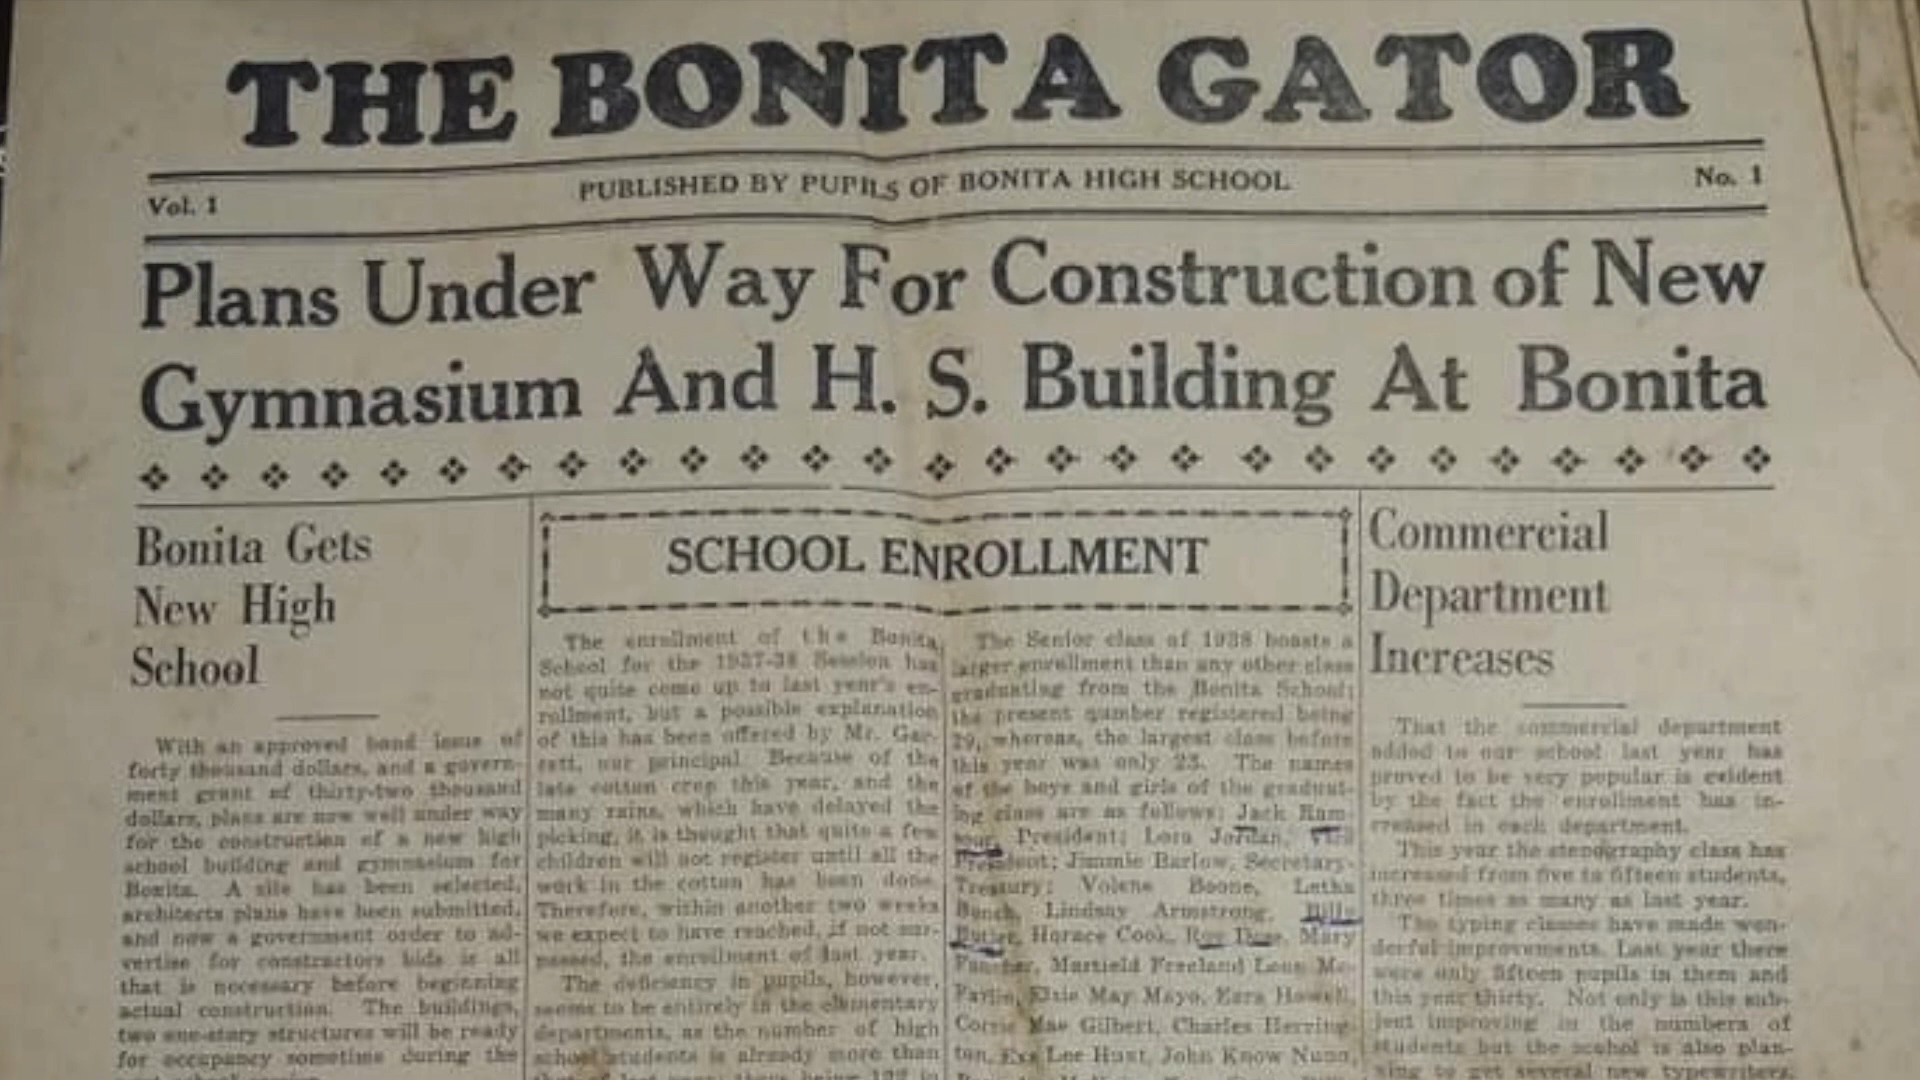 THE BONITA GATOR
Vol. 1
PUBLISHED BY PUPILS OF BONITA HIGH SCHOOL
No. 1
Plans Under Way For Construction of New
Gymnasium And H. S. Building At Bonita
Bonita Gets
New High
School
With an approved bond issue of
forty thousand dollars, and a govern-
ment grant of thirty-two thousand
dollars, plans are now well under way
for the construction of a new high
school building and gymnasium for
Bonita. A site has been selected,
architects plans have been submitted,
and now a government order to ad-
vertise for constructors bids is all
that is necessary before beginning
actual construction. The buildings,
two one-story structures will be ready
for occupancy sometime during the
SCHOOL ENROLLMENT
The enrollment of the Bonita
School for the 1937-38 Session has
not quite come up to last year's en-
rollment, but a possible explanation
of this has been offered by Mr. Gar-
rett, our principal. Because of the
late cotton crop this year, and the
many rains, which have delayed the
picking, it is thought that quite a few
children will not register until all the
work in the cotton has been done.
Therefore, within another two weeks
we expect to have reached, if not sur-
passed, the enrollment of last year.
The deficiency in pupils, however,
seems to be entirely in the elementary
departments, as the number of high
school students is already more than
The Senior class of 1938 boasts a
larger enrollment than any other class
graduating from the Bonita School;
the present number registered being
29, whereas, the largest class before
this year was only 23. The names
of the boys and girls of the graduat-
ing class are as follows: Jack Ram-
President; Lora Jordan,
President; Jimmie Barlow, Secretary-
Treasury; Volene Boone, Letha
Bunch, Lindsay Armstrong, Billy
Butler, Horace Cook, Roy Dose, Mary
Marfield Freeland Leon Mc-
Elsie May Mayo, Ezra Howell,
Corrie Mae Gilbert, Charles Herring-
ton, Eva Lee Hunt, John Know Nunn,
Commercial
Department
Increases
That the commercial department
added to our school last year has
proved to be very popular is evident
by the fact the enrollment has in-
creased in each department.
This year the stenography class has
increased from five to fifteen students,
three times as many as last year.
The typing classes have made won-
derful improvements. Last year there
were only fifteen pupils in them and
this year thirty. Not only is this sub-
ject improving in the numbers of
students but the scahol is also plan-
ning to get several new typewriters.